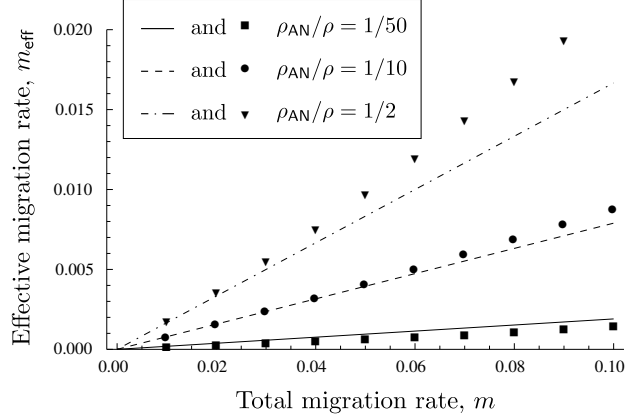 and ρAN/ρ = 1/50
and ρAN/ρ = 1/10
and ρAN/ρ = 1/2
Effective migration rate, meff
0.020
0.015
0.010
0.005
0.000
0.00 0.02 0.04 0.06 0.08 0.10
Total migration rate, m